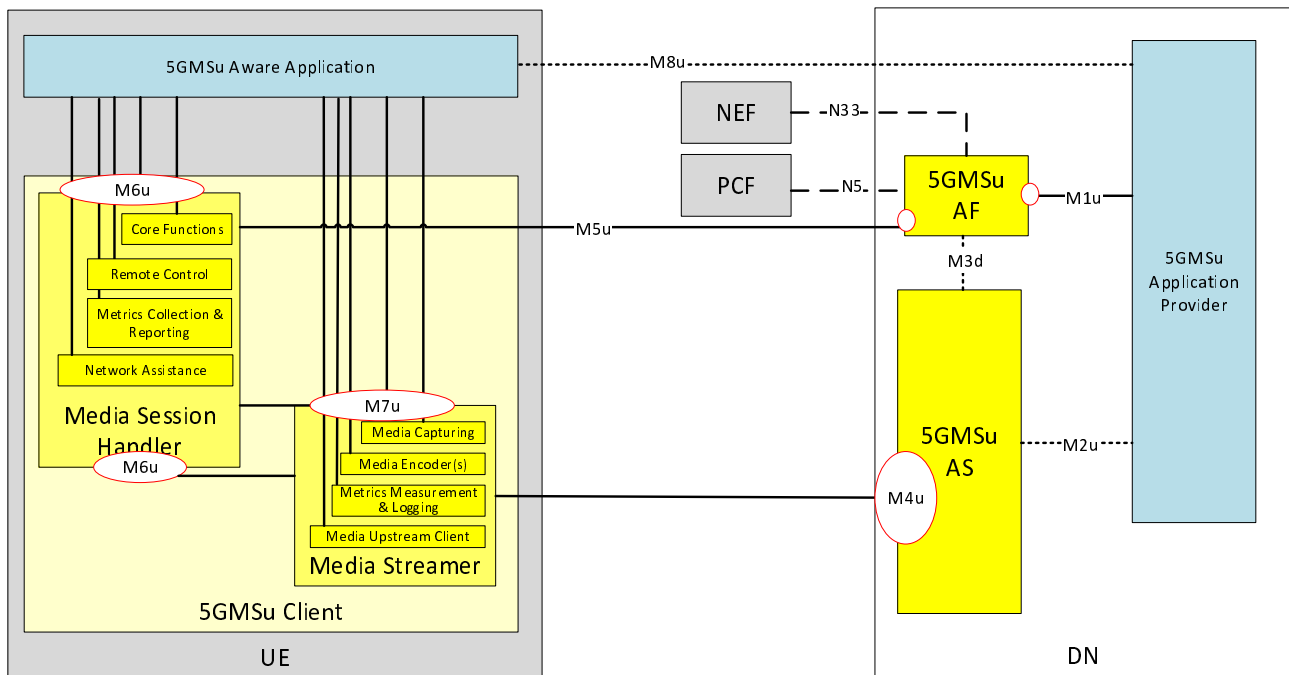 5GMSu Aware Application
M8u
NEF
N33
PCF
N5
5GMSu
AF
M1u
M6u
Core Functions
M5u
Remote Control
M3d
Metrics Collection &
Reporting
Network Assistance
5GMSu
Application
Provider
Media Session
Handler
M6u
M7u
Media Capturing
Media Encoder(s)
Metrics Measurement
& Logging
Media Upstream Client
Media Streamer
5GMSu
AS
M2u
M4u
5GMSu Client
UE
DN